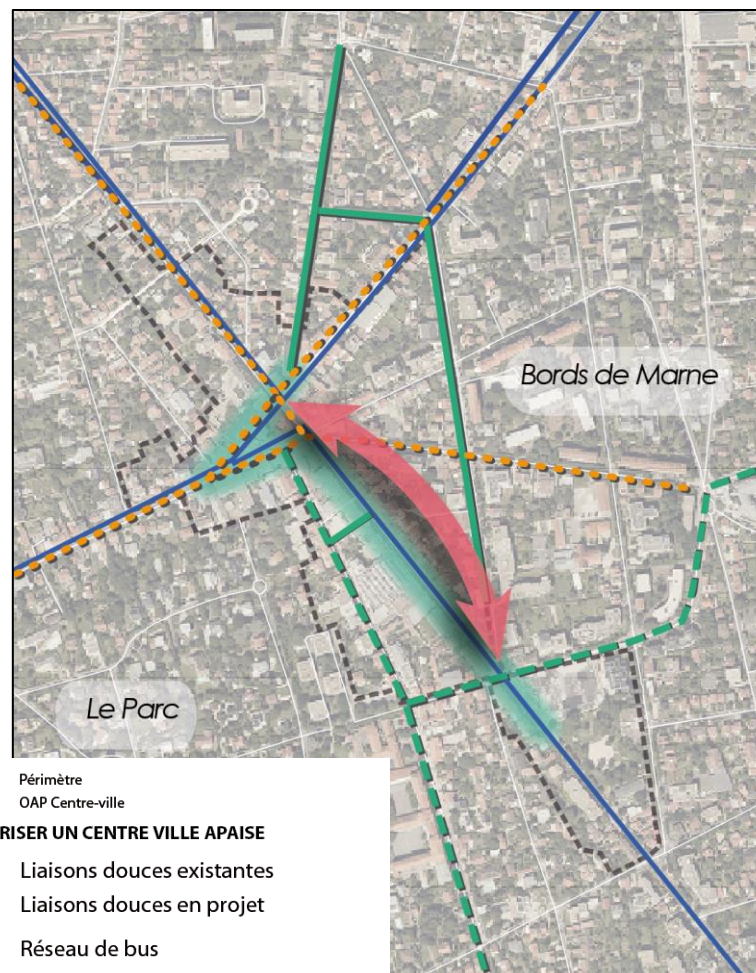 Bords de Marne
Le Parc
Périmètre
OAP Centre-ville
RISER UN CENTRE VILLE APAISE
Liaisons douces existantes
Liaisons douces en projet
Réseau de bus